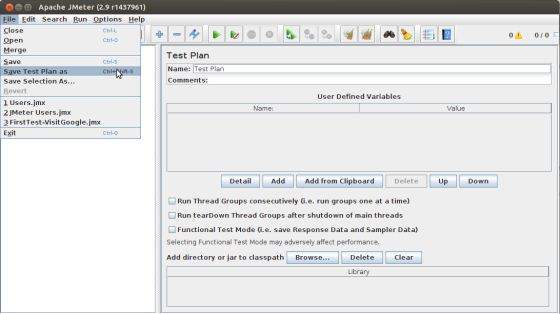 Apache JMeter (2.9 r1437961)
File Edit Search Run Options Help
Close Ctrl-L
Open Ctrl-O
Merge
Save Ctrl-S
Save Test Plan as
Save Selection As...
Revert
1 Users.jmx
2 JMeter Users.jmx
3 FirstTest-VisitGoogle.jmx
Exit Ctrl-Q
0 0 / 0
Test Plan
Name: Test Plan
Comments:
User Defined Variables
Name: Value
Detail Add Add from Clipboard Delete Up Down
Run Thread Groups consecutively (i.e. run groups one at a time)
Run tearDown Thread Groups after shutdown of main threads
Functional Test Mode (i.e. save Response Data and Sampler Data)
Selecting Functional Test Mode may adversely affect performance.
Add directory or jar to classpath Browse... Delete Clear
Library